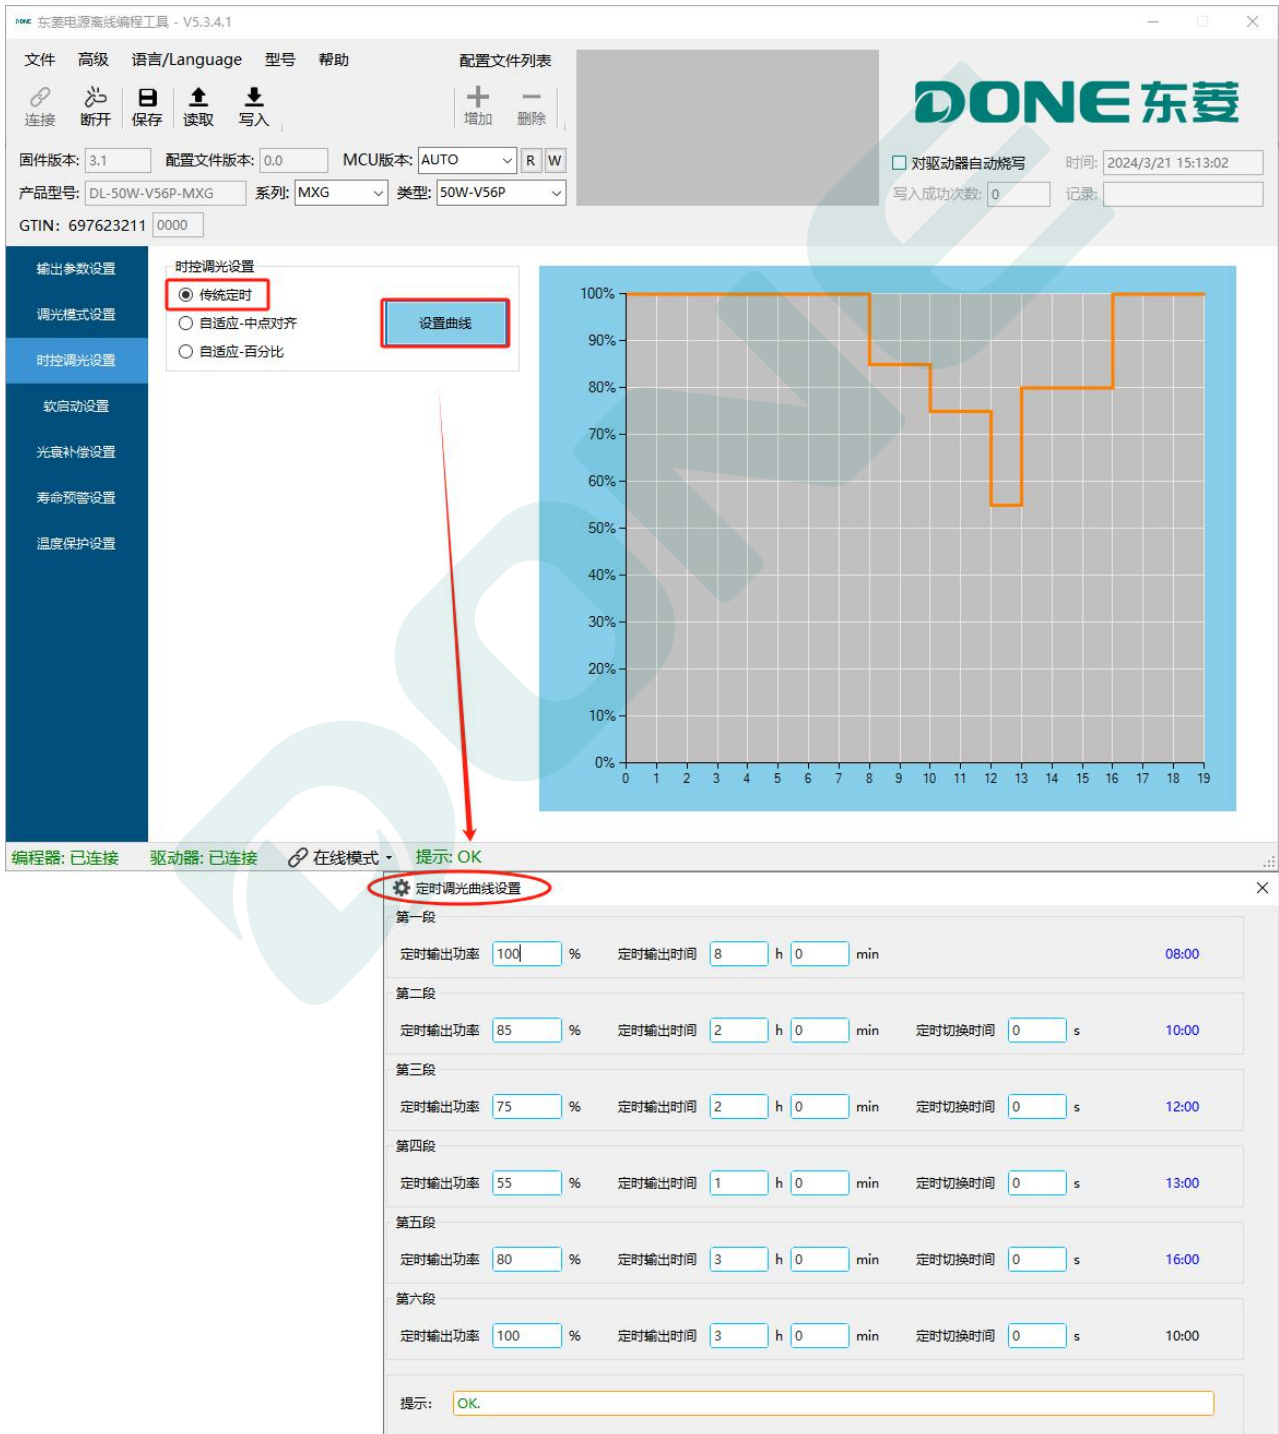 DONE 东菱电源离线编程工具 - V5.3.4.1
文件 高级 语言/Language 型号 帮助 配置文件列表
连接 断开 保存 读取 写入 增加 删除
DONE东菱
固件版本: 3.1 配置文件版本: 0.0 MCU版本: AUTO R W
对驱动器自动烧写 时间: 2024/3/21 15:13:02
产品型号: DL-50W-V56P-MXG 系列: MXG 类型: 50W-V56P
写入成功次数: 0 记录:
GTIN: 697623211 0000
输出参数设置
调光模式设置
时控调光设置
软启动设置
光衰补偿设置
寿命预警设置
温度保护设置
时控调光设置
传统定时
自适应-中点对齐
自适应-百分比
设置曲线
100%
90%
80%
70%
60%
50%
40%
30%
20%
10%
0%
0 1 2 3 4 5 6 7 8 9 10 11 12 13 14 15 16 17 18 19
DONE
编程器: 已连接 驱动器: 已连接 在线模式 提示: OK
定时调光曲线设置
第一段
定时输出功率 100 % 定时输出时间 8 h 0 min 08:00
第二段
定时输出功率 85 % 定时输出时间 2 h 0 min 定时切换时间 0 s 10:00
第三段
定时输出功率 75 % 定时输出时间 2 h 0 min 定时切换时间 0 s 12:00
第四段
定时输出功率 55 % 定时输出时间 1 h 0 min 定时切换时间 0 s 13:00
第五段
定时输出功率 80 % 定时输出时间 3 h 0 min 定时切换时间 0 s 16:00
第六段
定时输出功率 100 % 定时输出时间 3 h 0 min 定时切换时间 0 s 10:00
提示: OK.